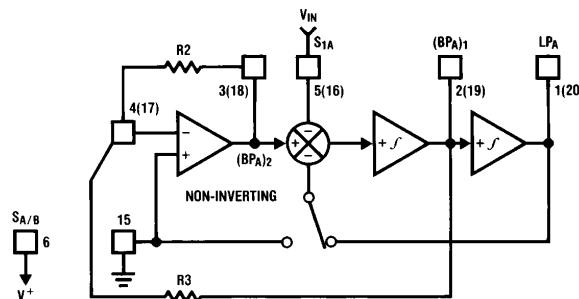 V_IN
S_1A
(BP_A)_1
LP_A
R2
3(18)
5(16)
2(19)
1(20
4(17)
−
+
(BP_A)_2
+
−
−
+ f
+ f
NON-INVERTING
S_A/B
6
15
V^+
R3